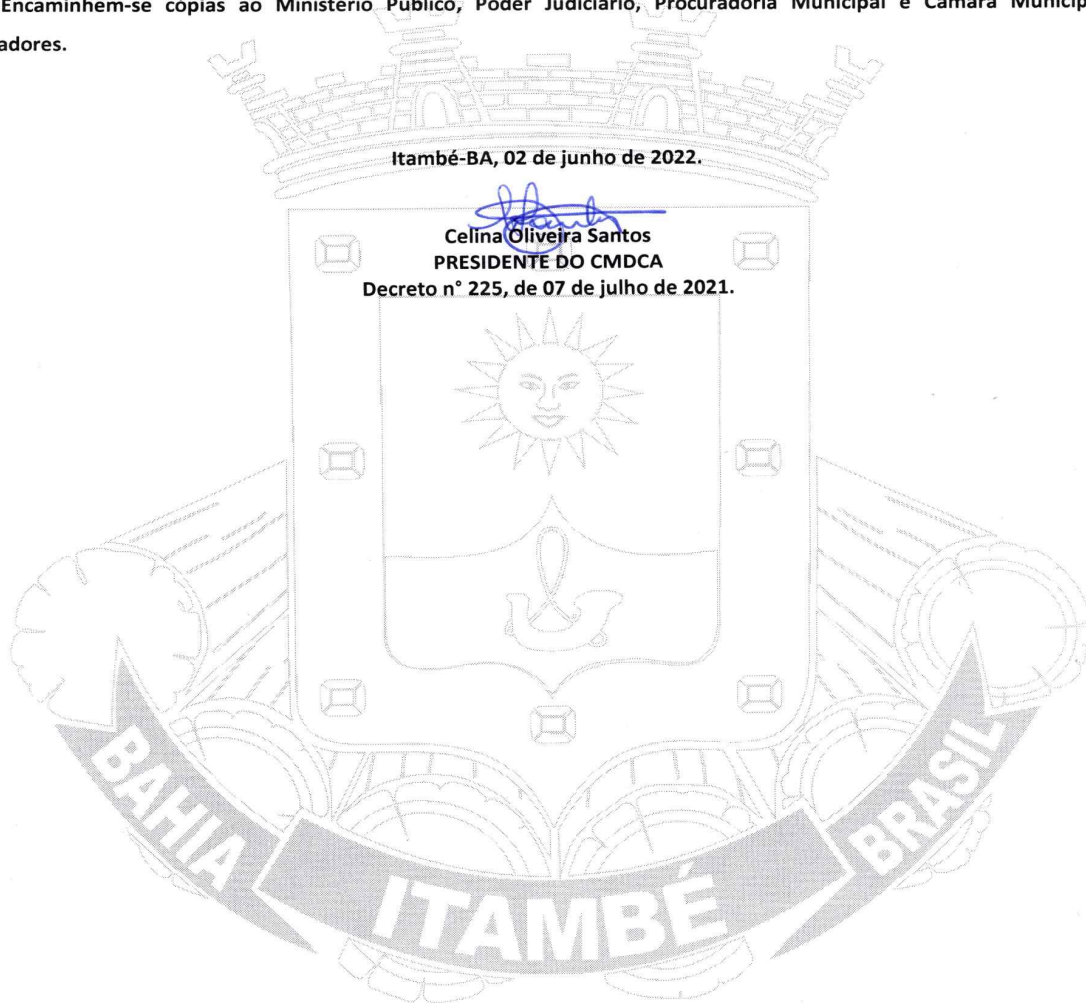 Encaminhem-se cópias ao Ministério Público, Poder Judiciário, Procuradoria Municipal e Câmara Municip
adores.
Itambé-BA, 02 de junho de 2022.
Celina Oliveira Santos
PRESIDENTE DO CMDCA
Decreto n° 225, de 07 de julho de 2021.
BAHIA
ITAMBÉ
BRASIL